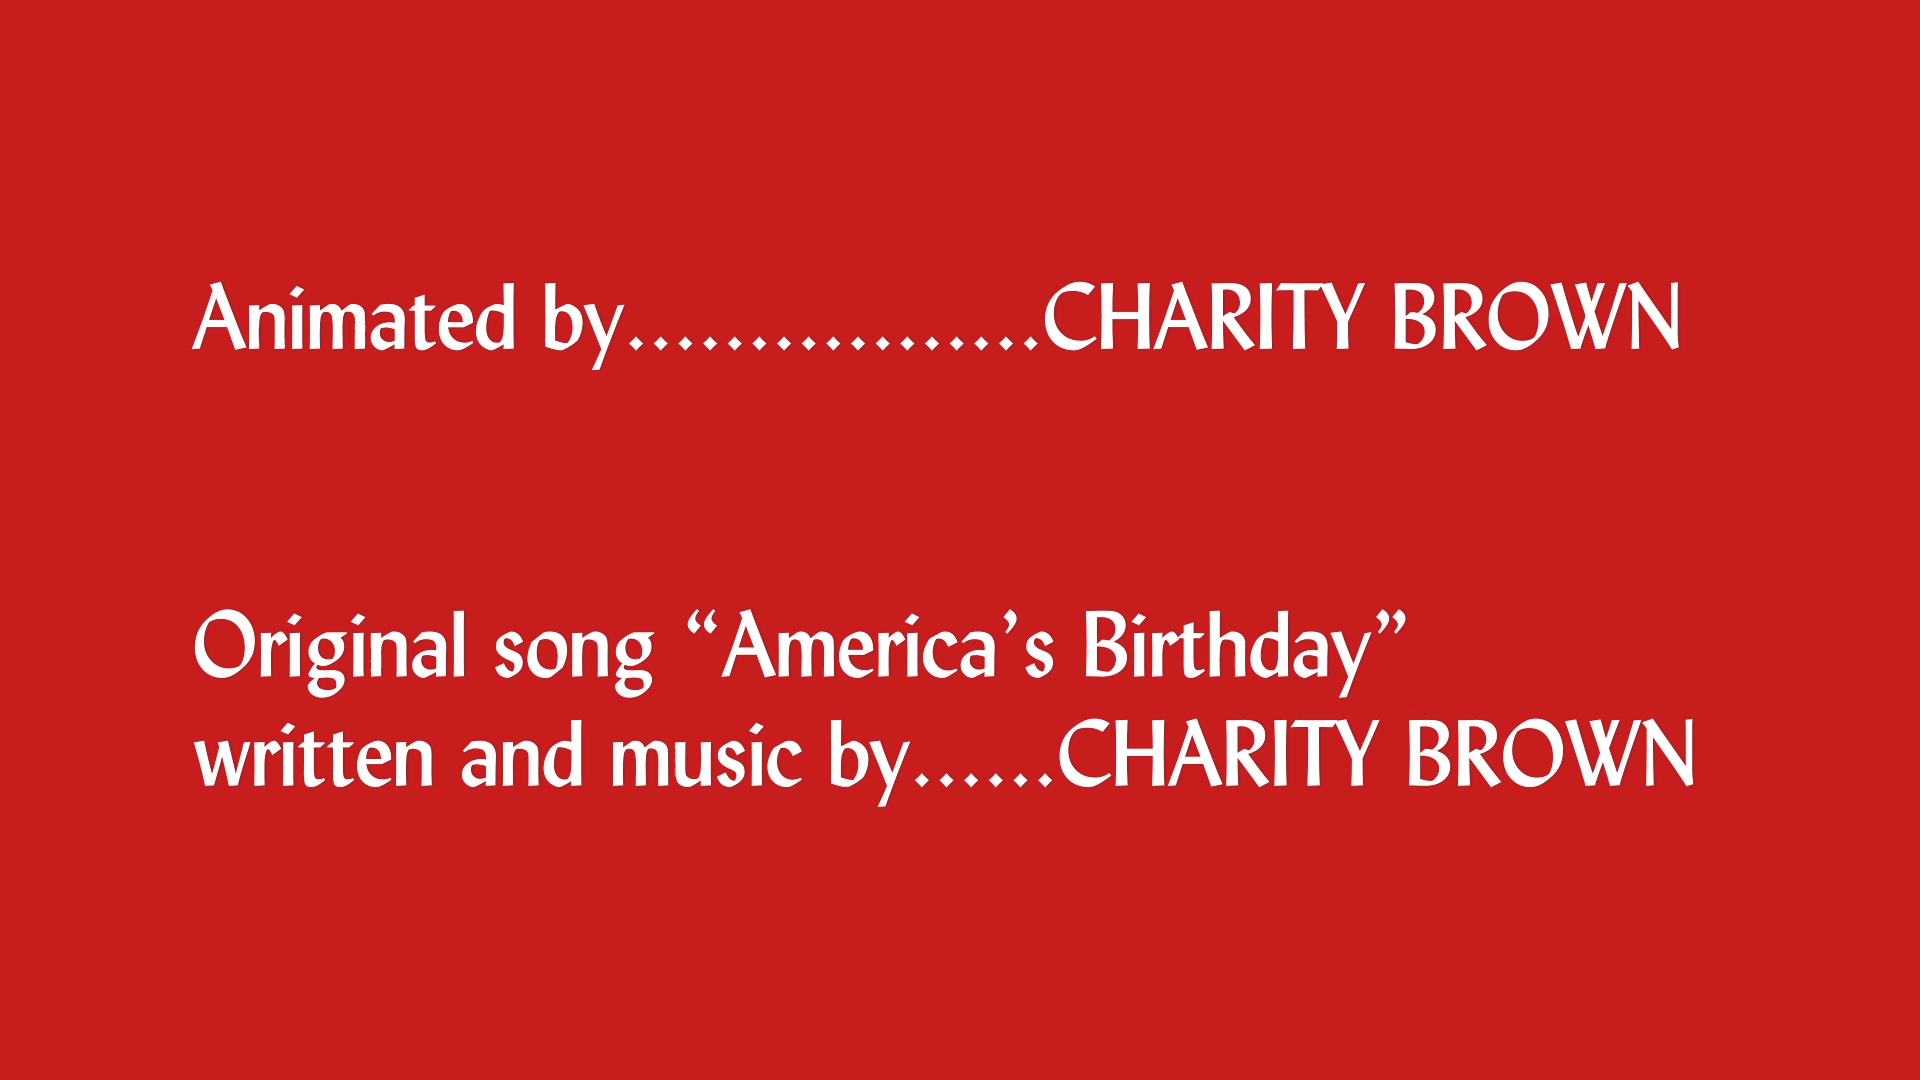 Animated by.................CHARITY BROWN
Original song “America’s Birthday”
written and music by......CHARITY BROWN